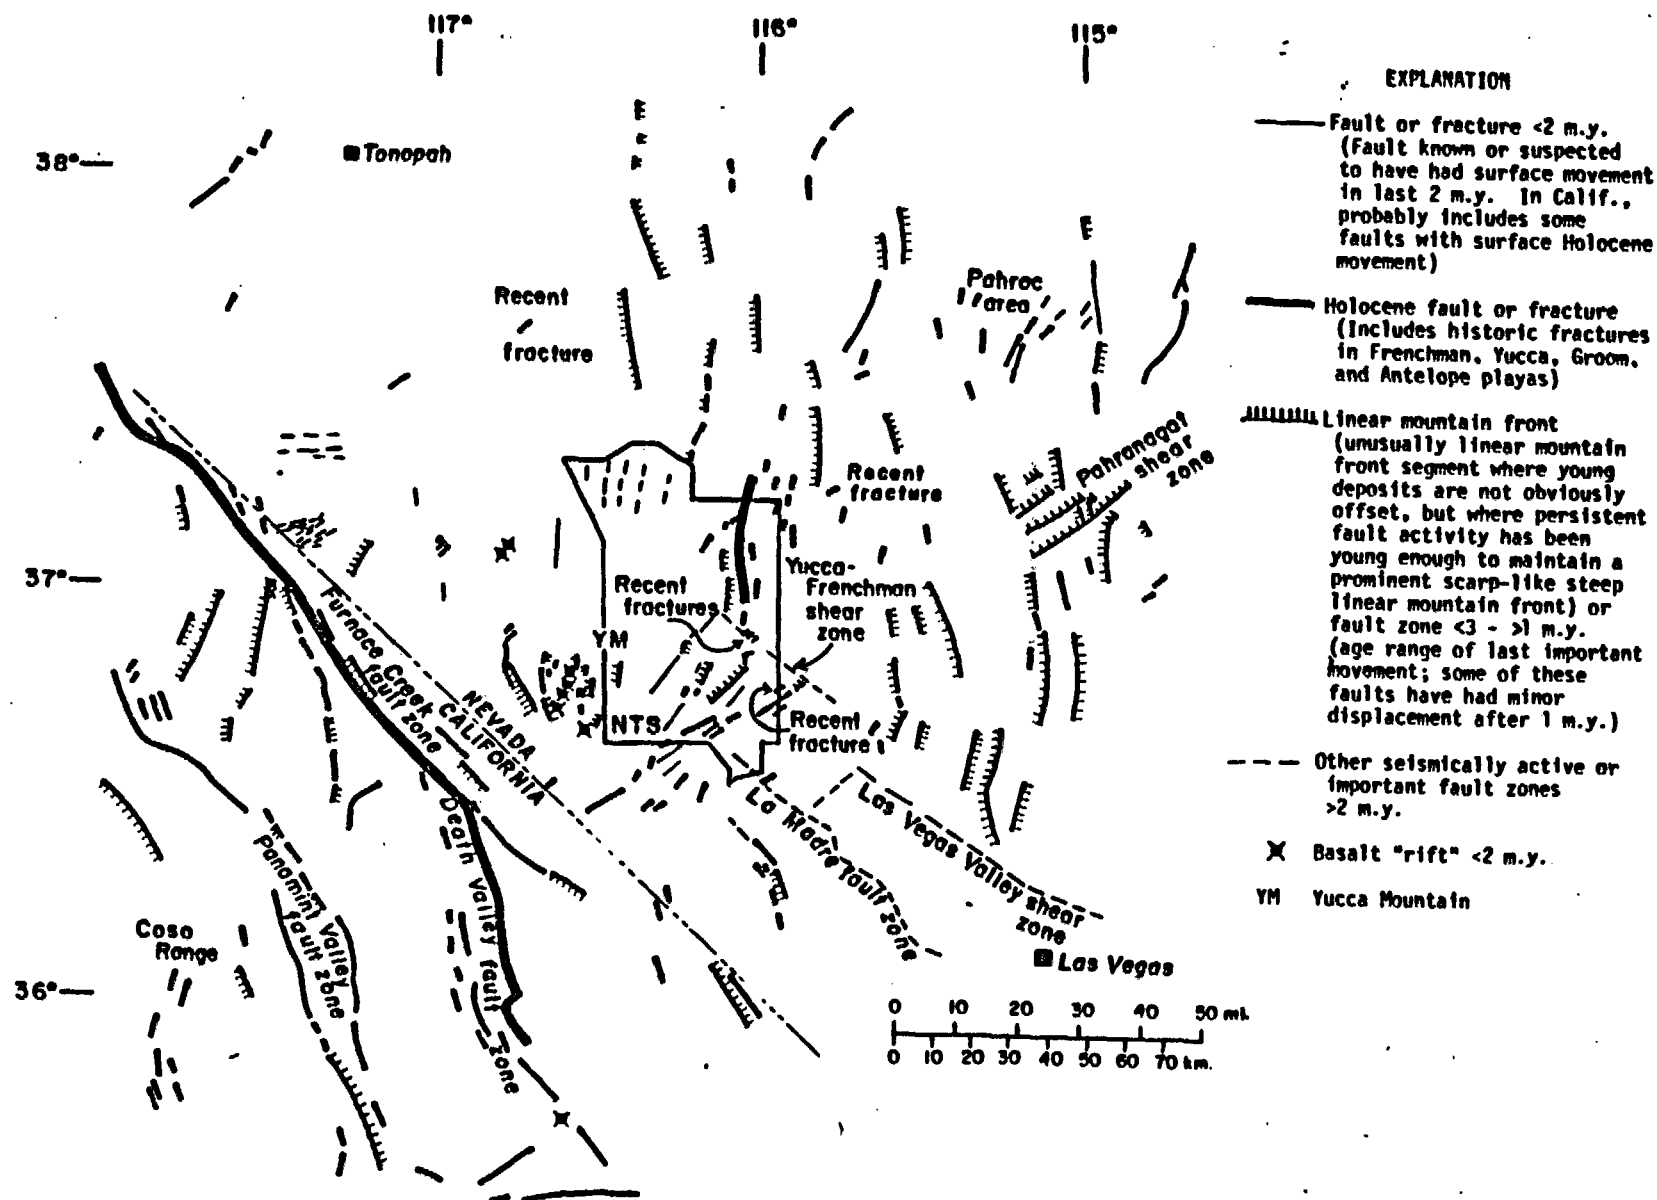 117°
116°
115°
38°
Tonopah
Recent
fracture
Pahroc
area
Pahranagat
shear
zone
Recent
fracture
37°
Furnace Creek
fault zone
NEVADA
CALIFORNIA
Recent
fractures
YM
NTS
Yucca-
Frenchman
shear
zone
Recent
fracture
La Madre fault zone
Las Vegas Valley shear
zone
Las Vegas
Death Valley fault
zone
Panamint Valley
fault zone
Coso
Range
36°
0 10 20 30 40 50 mi.
0 10 20 30 40 50 60 70 km.
EXPLANATION
Fault or fracture <2 m.y.
(Fault known or suspected
to have had surface movement
in last 2 m.y. In Calif.,
probably includes some
faults with surface Holocene
movement)
Holocene fault or fracture
(Includes historic fractures
in Frenchman, Yucca, Groom,
and Antelope playas)
Linear mountain front
(unusually linear mountain
front segment where young
deposits are not obviously
offset, but where persistent
fault activity has been
young enough to maintain a
prominent scarp-like steep
linear mountain front) or
fault zone <3 - >1 m.y.
(age range of last important
movement; some of these
faults have had minor
displacement after 1 m.y.)
Other seismically active or
important fault zones
>2 m.y.
Basalt "rift" <2 m.y.
YM Yucca Mountain